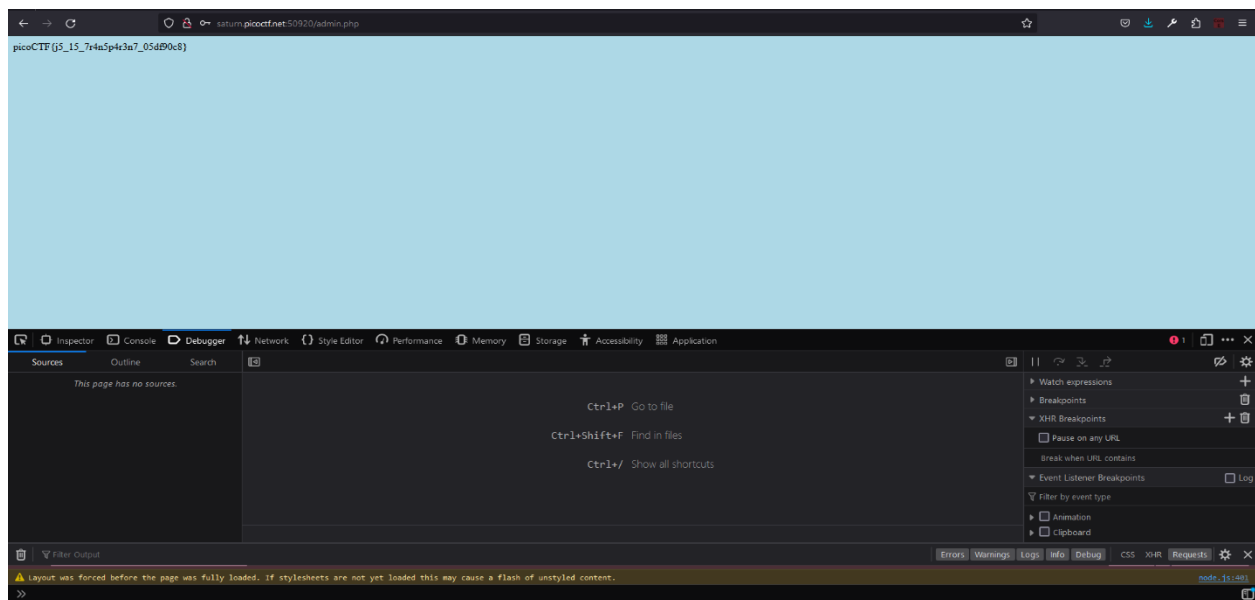 saturn.picoctf.net:50920/admin.php
picoCTF{j5_15_7r4n5p4r3n7_05df90c8}
Inspector Console Debugger Network Style Editor Performance Memory Storage Accessibility Application 1
Sources Outline Search
This page has no sources.
Ctrl+P Go to file
Ctrl+Shift+F Find in files
Ctrl+/ Show all shortcuts
Watch expressions
Breakpoints
XHR Breakpoints
Pause on any URL
Break when URL contains
Event Listener Breakpoints Log
Filter by event type
Animation
Clipboard
Filter Output Errors Warnings Logs Info Debug CSS XHR Requests
Layout was forced before the page was fully loaded. If stylesheets are not yet loaded this may cause a flash of unstyled content. node.js:401